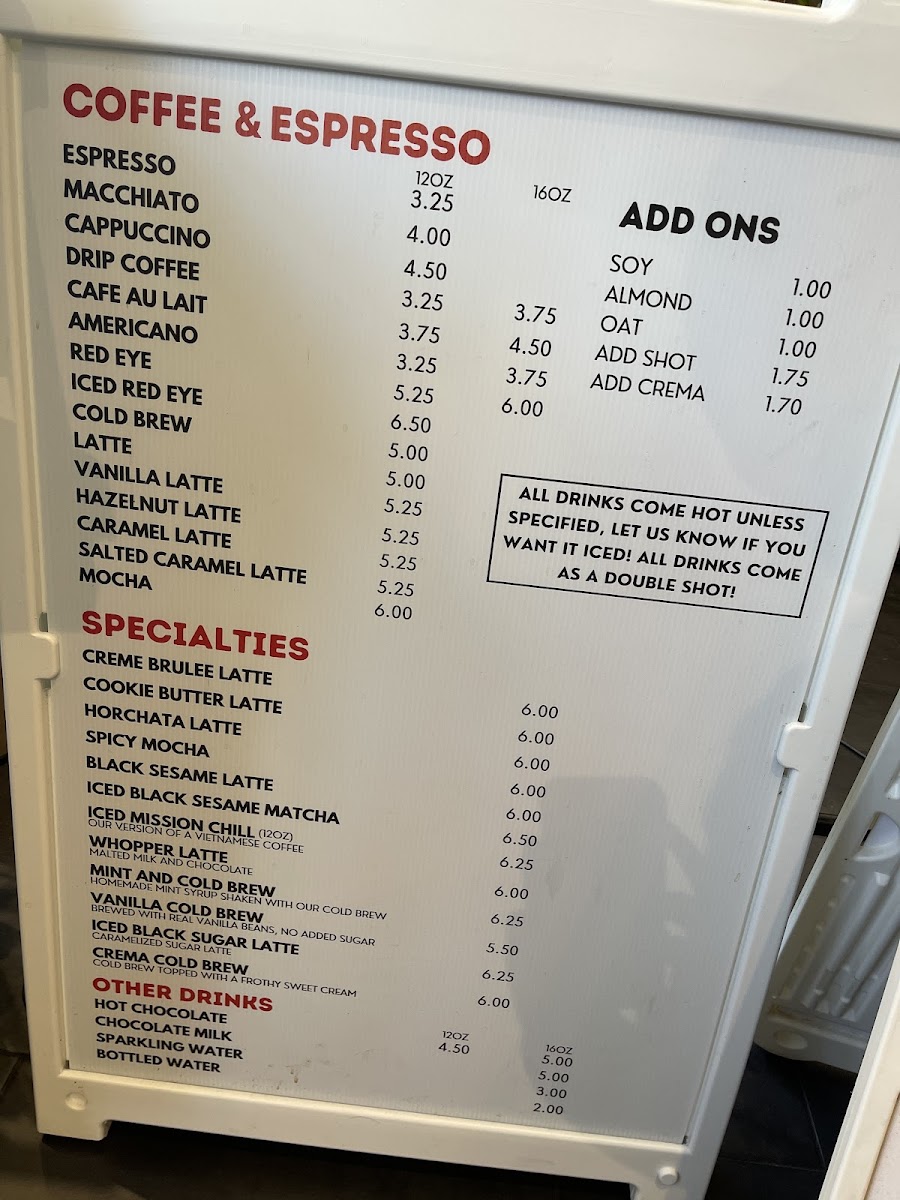 COFFEE & ESPRESSO
12OZ 16OZ
ESPRESSO 3.25
MACCHIATO 4.00
CAPPUCCINO 4.50
DRIP COFFEE 3.25 3.75
CAFE AU LAIT 3.75 4.50
AMERICANO 3.25 3.75
RED EYE 5.25 6.00
ICED RED EYE 6.50
COLD BREW 5.00
LATTE 5.00
VANILLA LATTE 5.25
HAZELNUT LATTE 5.25
CARAMEL LATTE 5.25
SALTED CARAMEL LATTE 5.25
MOCHA 6.00
ADD ONS
SOY 1.00
ALMOND 1.00
OAT 1.00
ADD SHOT 1.75
ADD CREMA 1.70
ALL DRINKS COME HOT UNLESS
SPECIFIED, LET US KNOW IF YOU
WANT IT ICED! ALL DRINKS COME
AS A DOUBLE SHOT!
SPECIALTIES
CREME BRULEE LATTE 6.00
COOKIE BUTTER LATTE 6.00
HORCHATA LATTE 6.00
SPICY MOCHA 6.00
BLACK SESAME LATTE 6.00
ICED BLACK SESAME MATCHA 6.50
ICED MISSION CHILL (12OZ) 6.25
OUR VERSION OF A VIETNAMESE COFFEE
WHOPPER LATTE 6.00
MALTED MILK AND CHOCOLATE
MINT AND COLD BREW 6.25
HOMEMADE MINT SYRUP SHAKEN WITH OUR COLD BREW
VANILLA COLD BREW 5.50
BREWED WITH REAL VANILLA BEANS, NO ADDED SUGAR
ICED BLACK SUGAR LATTE 6.25
CARAMELIZED SUGAR LATTE
CREMA COLD BREW 6.00
COLD BREW TOPPED WITH A FROTHY SWEET CREAM
OTHER DRINKS
12OZ 16OZ
HOT CHOCOLATE 4.50 5.00
CHOCOLATE MILK 5.00
SPARKLING WATER 3.00
BOTTLED WATER 2.00